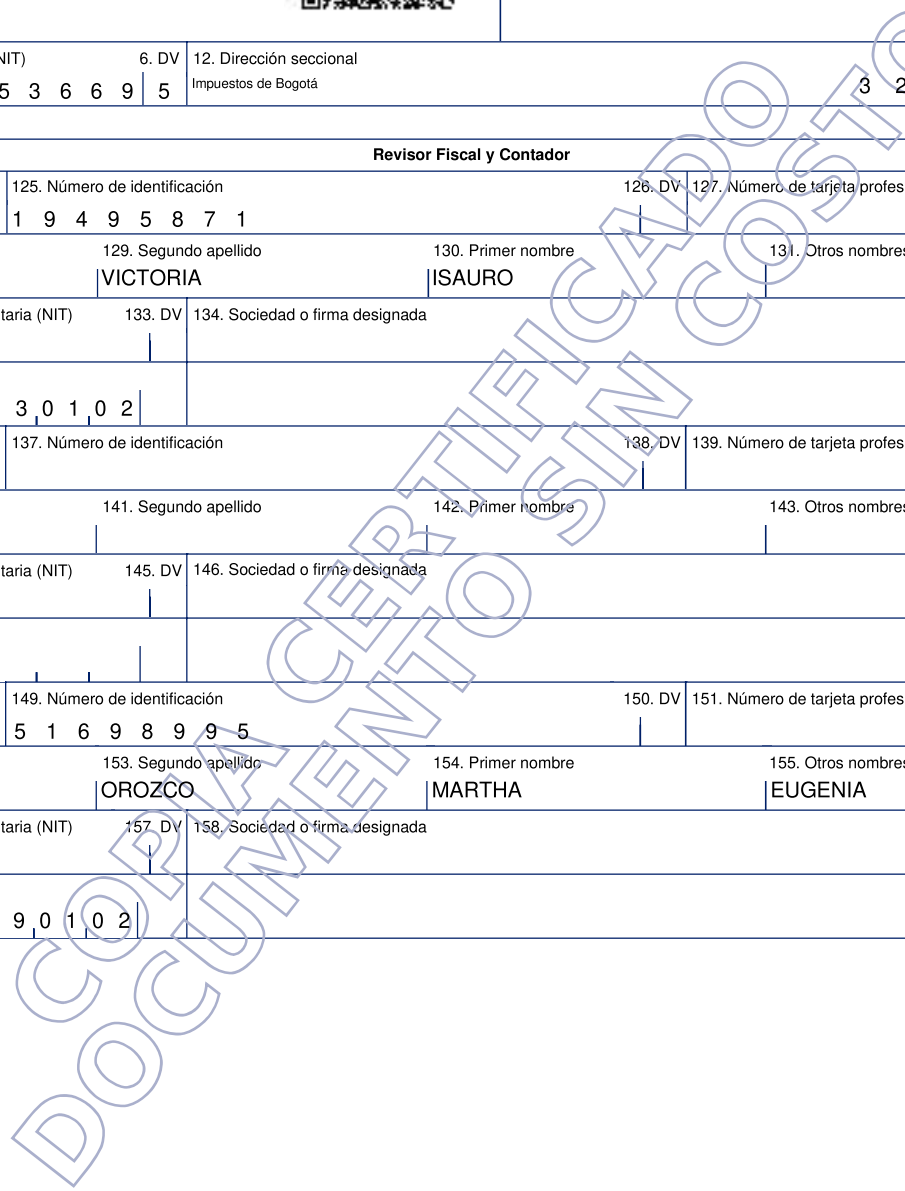 NIT) 6. DV 12. Dirección seccional
5 3 6 6 9 5 Impuestos de Bogotá 3 2
Revisor Fiscal y Contador
125. Número de identificación 126. DV 127. Número de tarjeta profes
1 9 4 9 5 8 7 1
129. Segundo apellido 130. Primer nombre 131. Otros nombres
VICTORIA ISAURO
taria (NIT) 133. DV 134. Sociedad o firma designada
3 0 1 0 2
137. Número de identificación 138. DV 139. Número de tarjeta profes
141. Segundo apellido 142. Primer nombre 143. Otros nombres
taria (NIT) 145. DV 146. Sociedad o firma designada
149. Número de identificación 150. DV 151. Número de tarjeta profes
5 1 6 9 8 9 9 5
153. Segundo apellido 154. Primer nombre 155. Otros nombres
OROZCO MARTHA EUGENIA
taria (NIT) 157. DV 158. Sociedad o firma designada
9 0 1 0 2
COPIA CERTIFICADO
DOCUMENTO SIN COSTO